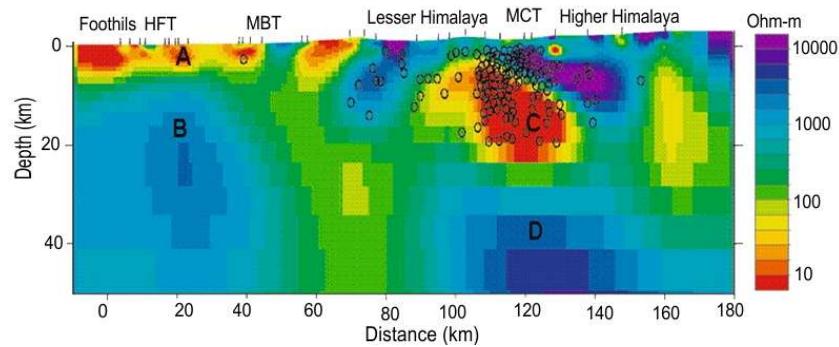 Foothils HFT MBT Lesser Himalaya MCT Higher Himalaya
Ohm-m
10000
1000
100
10
0
20
40
Depth (km)
A
B
C
D
0 20 40 60 80 100 120 140 160 180
Distance (km)